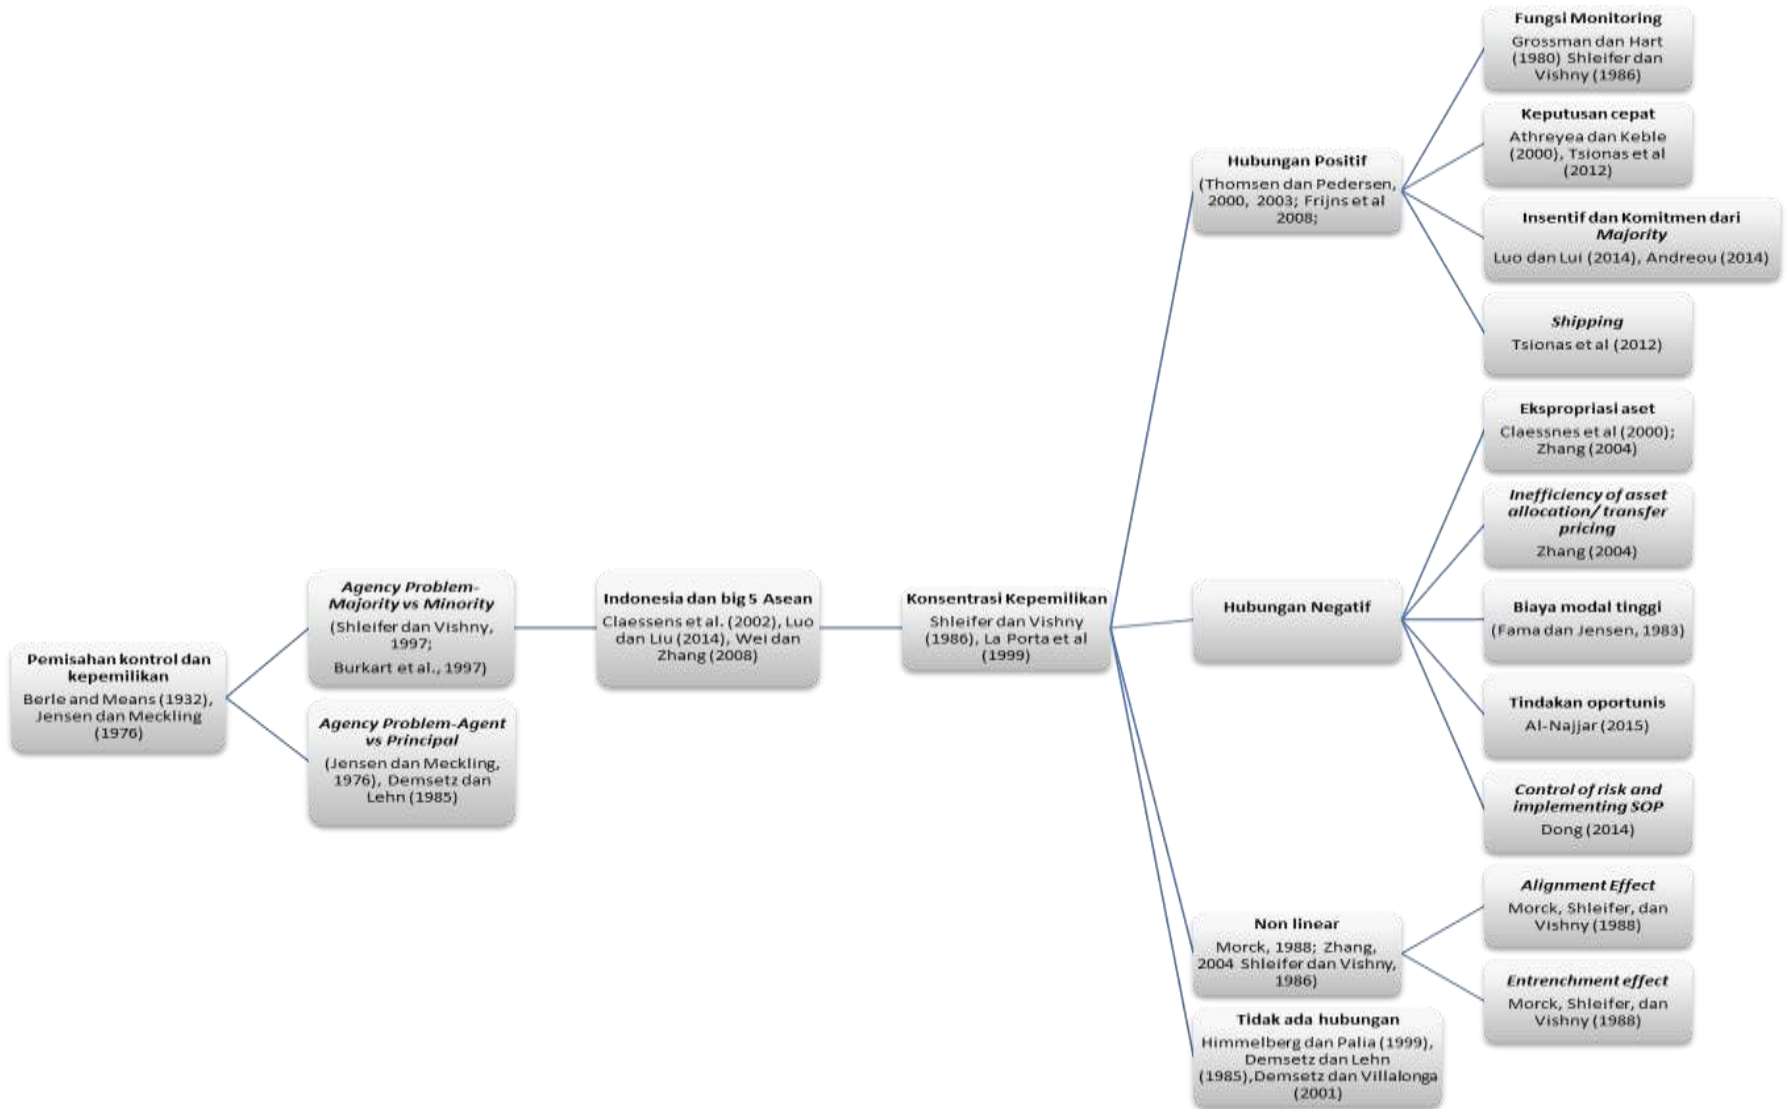 Pemisahan kontrol dan
kepemilikan
Berle and Means (1932),
Jensen dan Meckling
(1976)
Agency Problem-
Majority vs Minority
(Shleifer dan Vishny,
1997;
Burkart et al., 1997)
Agency Problem-Agent
vs Principal
(Jensen dan Meckling,
1976), Demsetz dan
Lehn (1985)
Indonesia dan big 5 Asean
Claessens et al. (2002), Luo
dan Liu (2014), Wei dan
Zhang (2008)
Konsentrasi Kepemilikan
Shleifer dan Vishny
(1986), La Porta et al
(1999)
Hubungan Positif
(Thomsen dan Pedersen,
2000, 2003; Frijns et al
2008;
Fungsi Monitoring
Grossman dan Hart
(1980) Shleifer dan
Vishny (1986)
Keputusan cepat
Athreyea dan Keble
(2000), Tsionas et al
(2012)
Insentif dan Komitmen dari
Majority
Luo dan Lui (2014), Andreou (2014)
Shipping
Tsionas et al (2012)
Hubungan Negatif
Ekspropriasi aset
Claessnes et al (2000);
Zhang (2004)
Inefficiency of asset
allocation/ transfer
pricing
Zhang (2004)
Biaya modal tinggi
(Fama dan Jensen, 1983)
Tindakan oportunis
Al-Najjar (2015)
Control of risk and
implementing SOP
Dong (2014)
Non linear
Morck, 1988; Zhang,
2004 Shleifer dan Vishny,
1986)
Alignment Effect
Morck, Shleifer, dan
Vishny (1988)
Entrenchment effect
Morck, Shleifer, dan
Vishny (1988)
Tidak ada hubungan
Himmelberg dan Palia (1999),
Demsetz dan Lehn
(1985),Demsetz dan Villalonga
(2001)